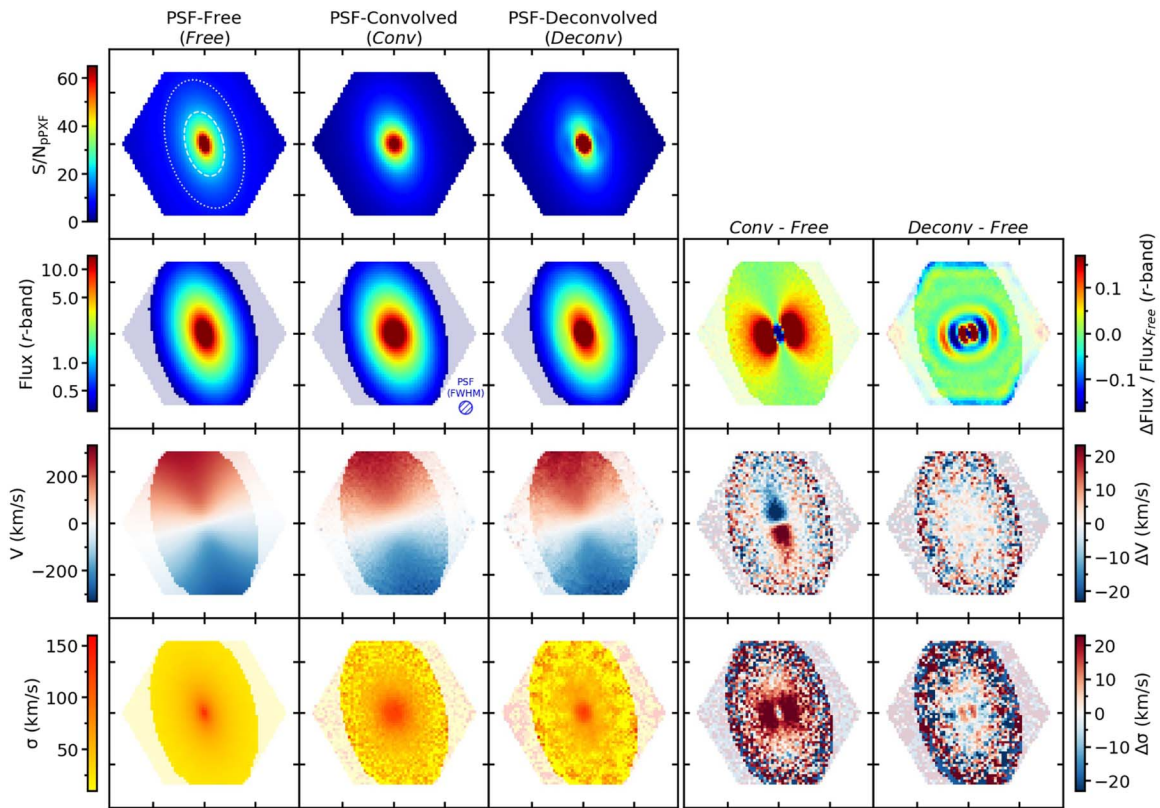 PSF-Free
(Free)
PSF-Convolved
(Conv)
PSF-Deconvolved
(Deconv)
60
40
20
0
S/NpPXF
Conv - Free
Deconv - Free
10.0
5.0
1.0
0.5
Flux (r-band)
PSF
(FWHM)
0.1
0.0
−0.1
ΔFlux / FluxFree (r-band)
200
0
−200
V (km/s)
20
10
0
−10
−20
ΔV (km/s)
150
100
50
σ (km/s)
20
10
0
−10
−20
Δσ (km/s)